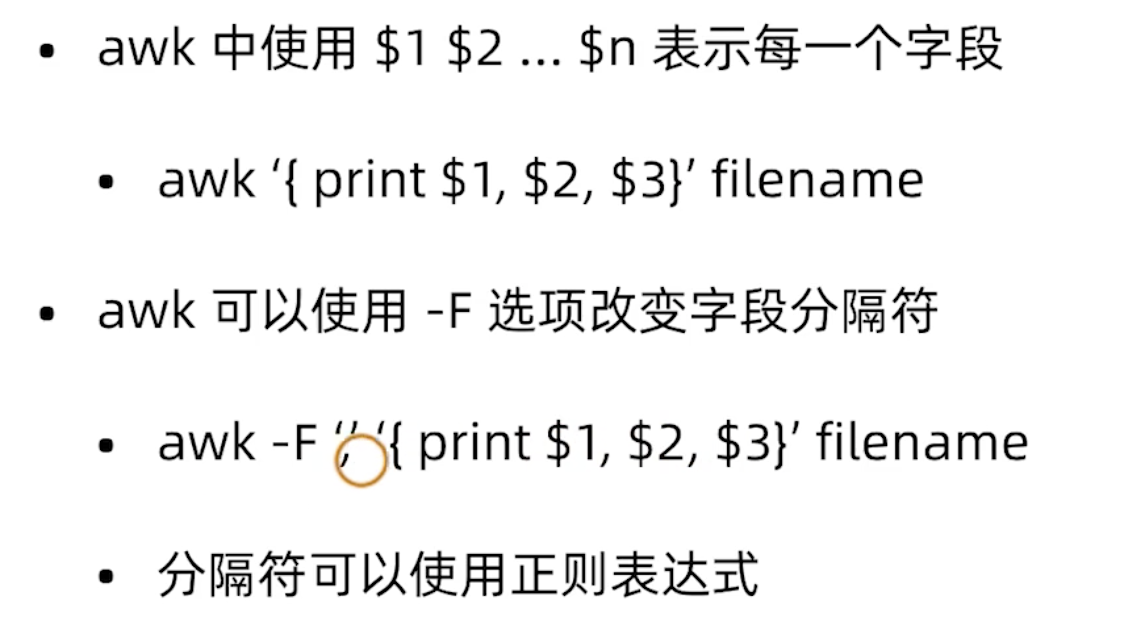 • awk 中使用 $1 $2 ... $n 表示每一个字段
• awk ‘{ print $1, $2, $3}’ filename
• awk 可以使用 -F 选项改变字段分隔符
• awk -F ‘,’ ‘{ print $1, $2, $3}’ filename
• 分隔符可以使用正则表达式